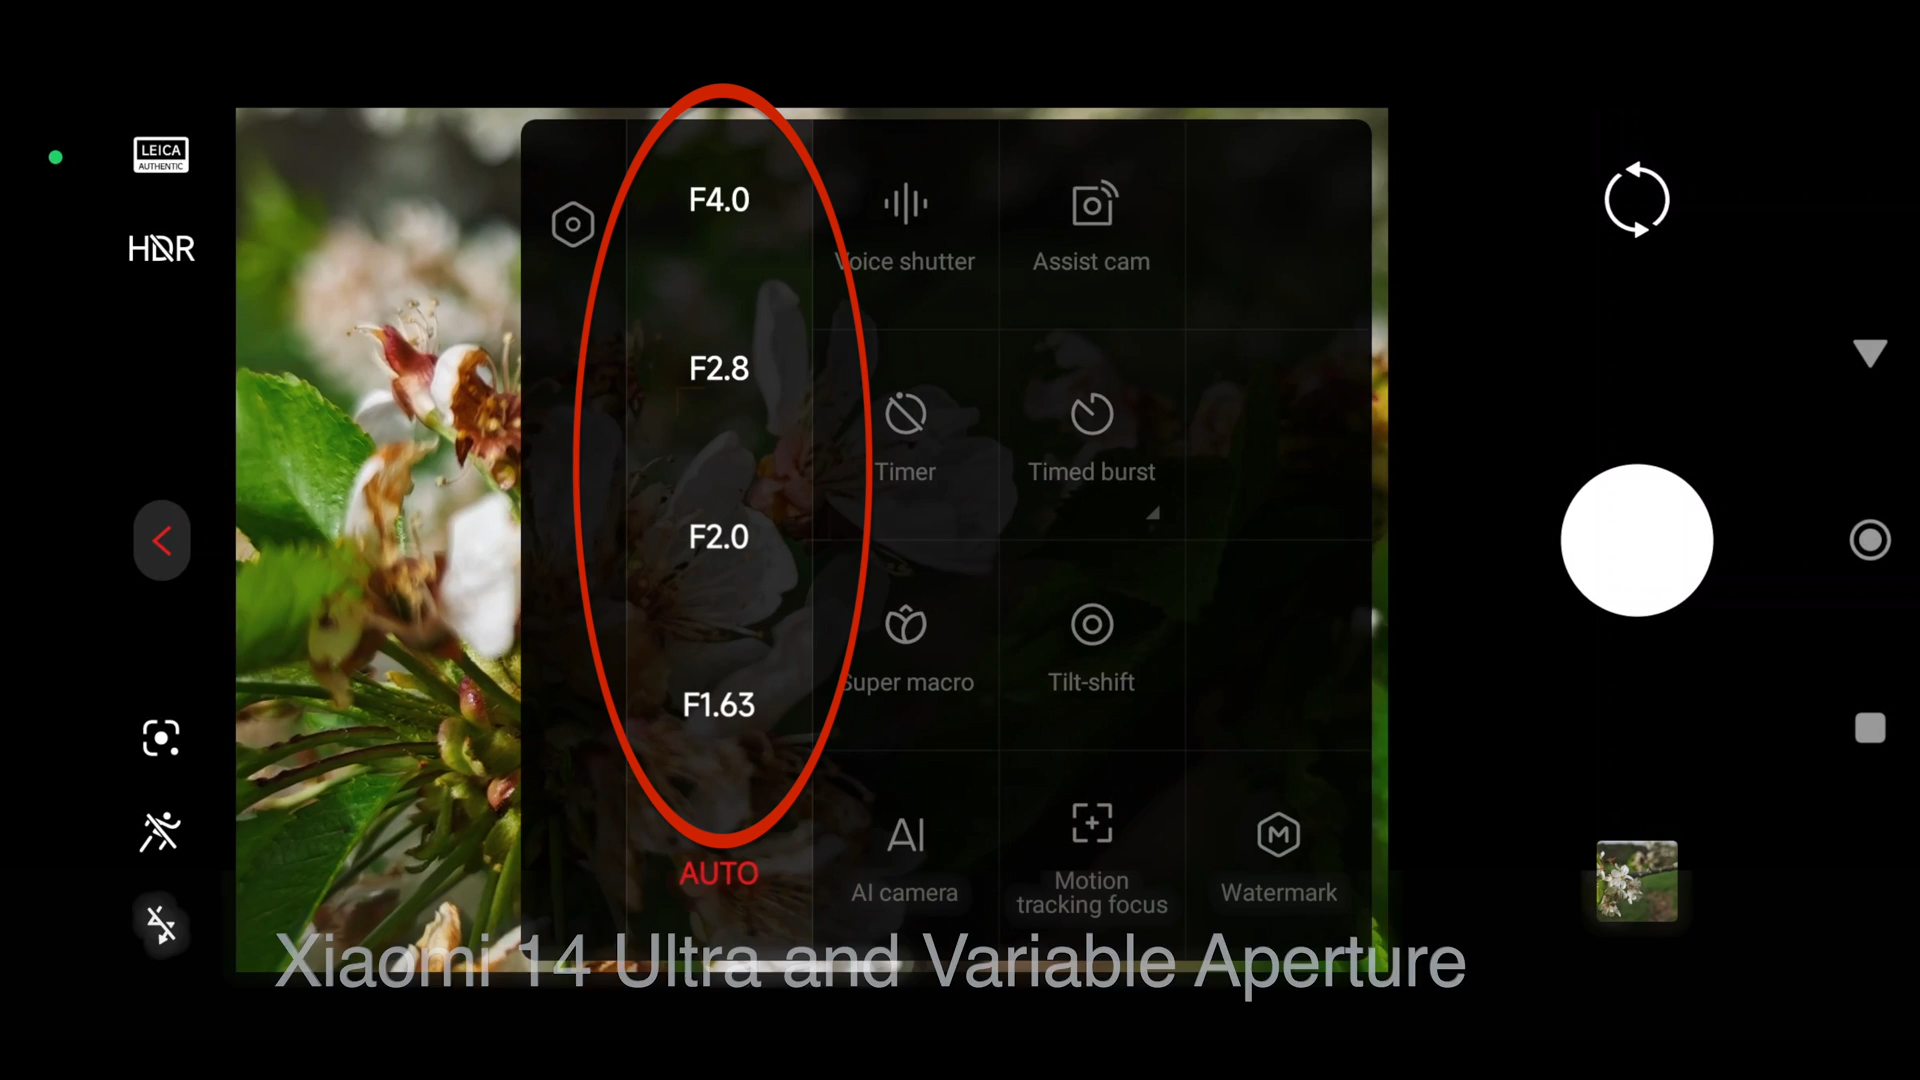 LEICA
AUTHENTIC
HDR
F4.0
F2.8
F2.0
F1.63
AUTO
Voice shutter
Assist cam
Timer
Timed burst
Super macro
Tilt-shift
AI
AI camera
Motion
tracking focus
M
Watermark
Xiaomi 14 Ultra and Variable Aperture